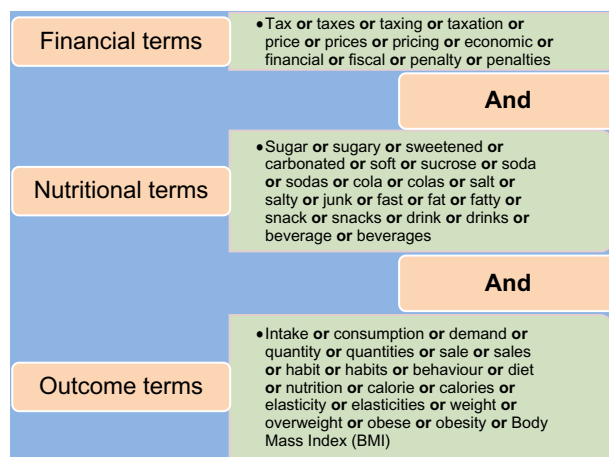 Financial terms
•Tax or taxes or taxing or taxation or
price or prices or pricing or economic or
financial or fiscal or penalty or penalties
And
Nutritional terms
•Sugar or sugary or sweetened or
carbonated or soft or sucrose or soda
or sodas or cola or colas or salt or
salty or junk or fast or fat or fatty or
snack or snacks or drink or drinks or
beverage or beverages
And
Outcome terms
•Intake or consumption or demand or
quantity or quantities or sale or sales
or habit or habits or behaviour or diet
or nutrition or calorie or calories or
elasticity or elasticities or weight or
overweight or obese or obesity or Body
Mass Index (BMI)